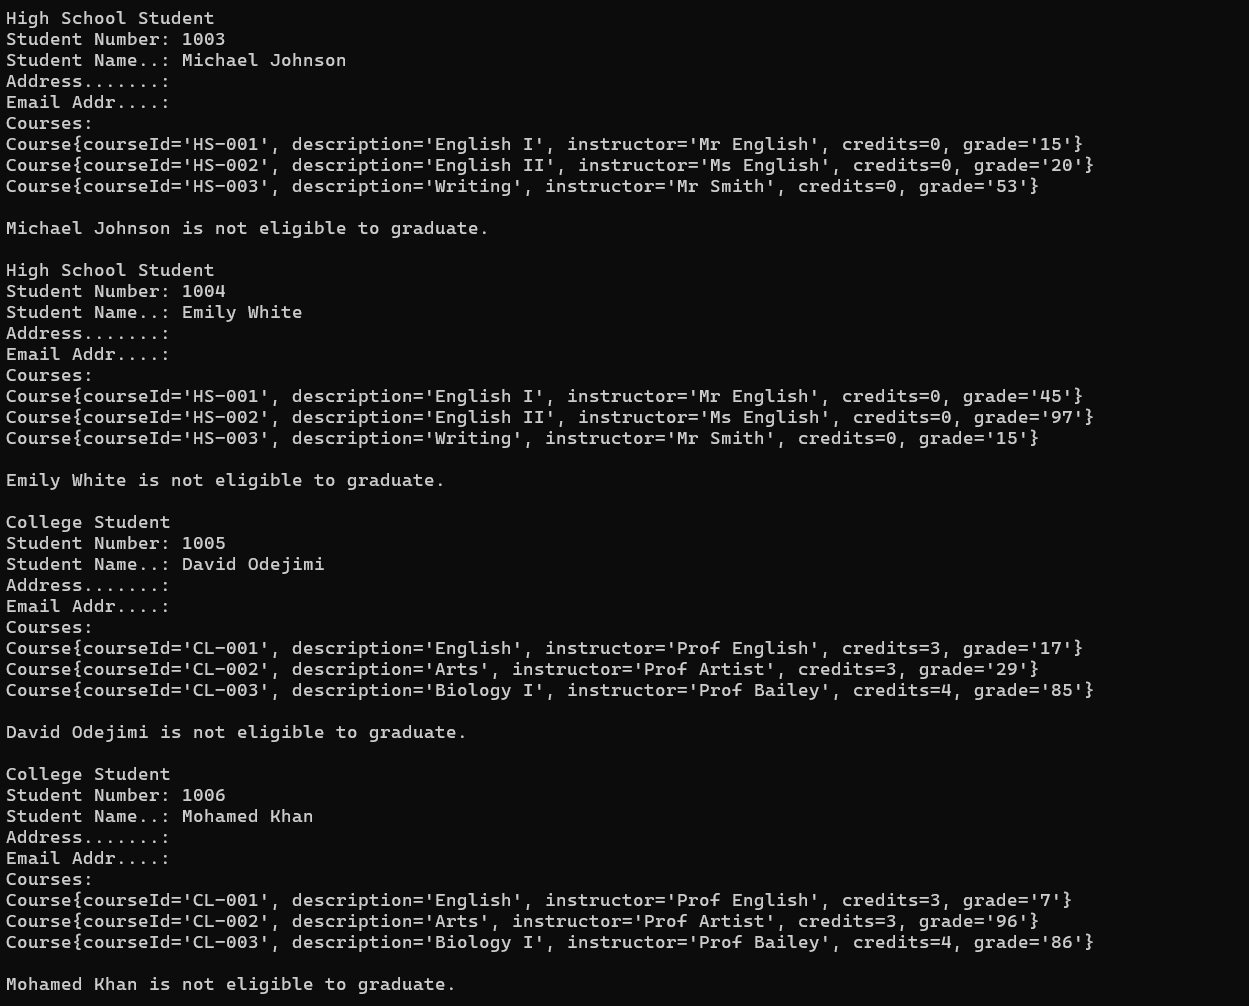 High School Student
Student Number: 1003
Student Name..: Michael Johnson
Address.......:
Email Addr....:
Courses:
Course{courseId='HS-001', description='English I', instructor='Mr English', credits=0, grade='15'}
Course{courseId='HS-002', description='English II', instructor='Ms English', credits=0, grade='20'}
Course{courseId='HS-003', description='Writing', instructor='Mr Smith', credits=0, grade='53'}

Michael Johnson is not eligible to graduate.

High School Student
Student Number: 1004
Student Name..: Emily White
Address.......:
Email Addr....:
Courses:
Course{courseId='HS-001', description='English I', instructor='Mr English', credits=0, grade='45'}
Course{courseId='HS-002', description='English II', instructor='Ms English', credits=0, grade='97'}
Course{courseId='HS-003', description='Writing', instructor='Mr Smith', credits=0, grade='15'}

Emily White is not eligible to graduate.

College Student
Student Number: 1005
Student Name..: David Odejimi
Address.......:
Email Addr....:
Courses:
Course{courseId='CL-001', description='English', instructor='Prof English', credits=3, grade='17'}
Course{courseId='CL-002', description='Arts', instructor='Prof Artist', credits=3, grade='29'}
Course{courseId='CL-003', description='Biology I', instructor='Prof Bailey', credits=4, grade='85'}

David Odejimi is not eligible to graduate.

College Student
Student Number: 1006
Student Name..: Mohamed Khan
Address.......:
Email Addr....:
Courses:
Course{courseId='CL-001', description='English', instructor='Prof English', credits=3, grade='7'}
Course{courseId='CL-002', description='Arts', instructor='Prof Artist', credits=3, grade='96'}
Course{courseId='CL-003', description='Biology I', instructor='Prof Bailey', credits=4, grade='86'}

Mohamed Khan is not eligible to graduate.